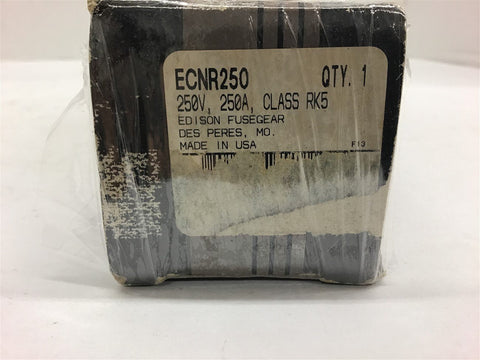 ECNR250 QTY. 1
250V, 250A, CLASS RK5
EDISON FUSEGEAR
DES PERES, MO.
MADE IN USA F13